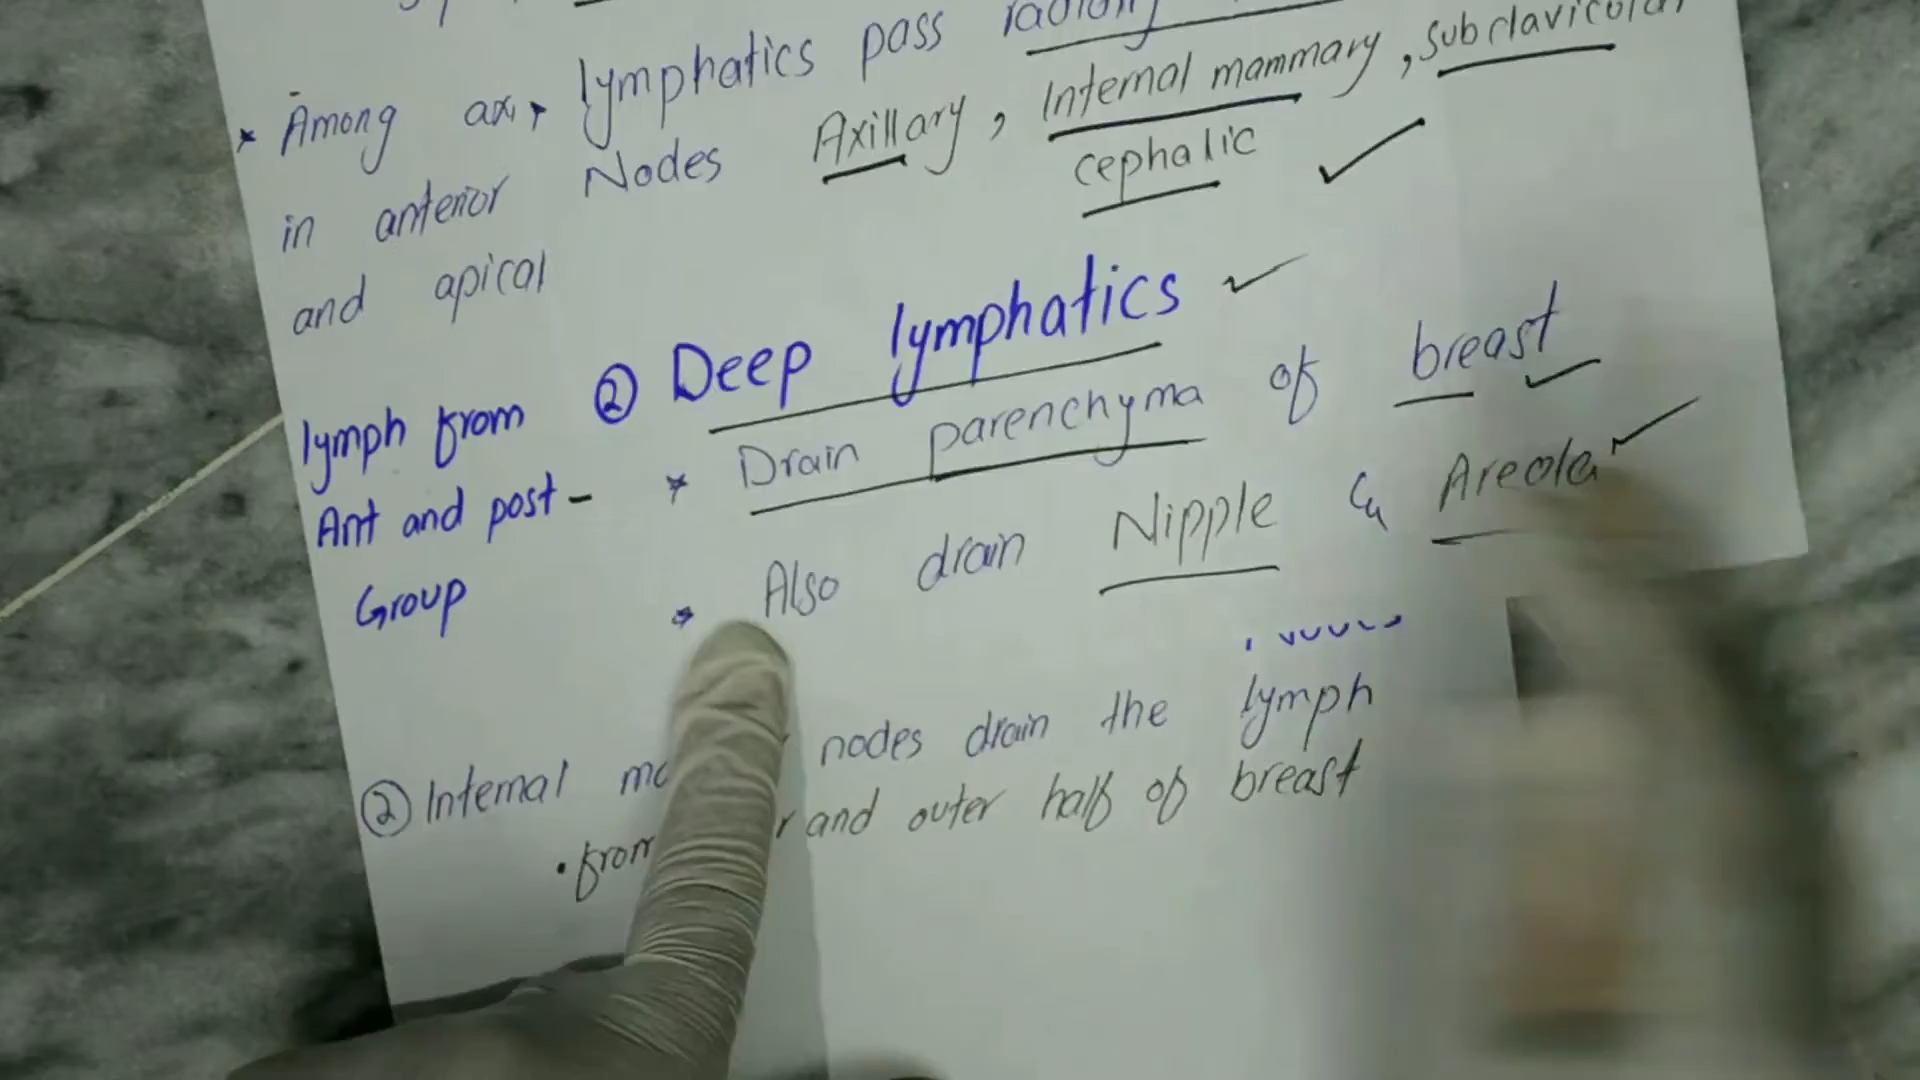 lymphatics pass
Axillary, Internal mammary, subclavicular
cephalic
* Among
in anterior Nodes
and apical
lymph from
Ant and post -
Group
② Deep lymphatics
* Drain parenchyma of breast
* Also drain Nipple & Areola
② Internal nodes drain the lymph
• from and outer half of breast